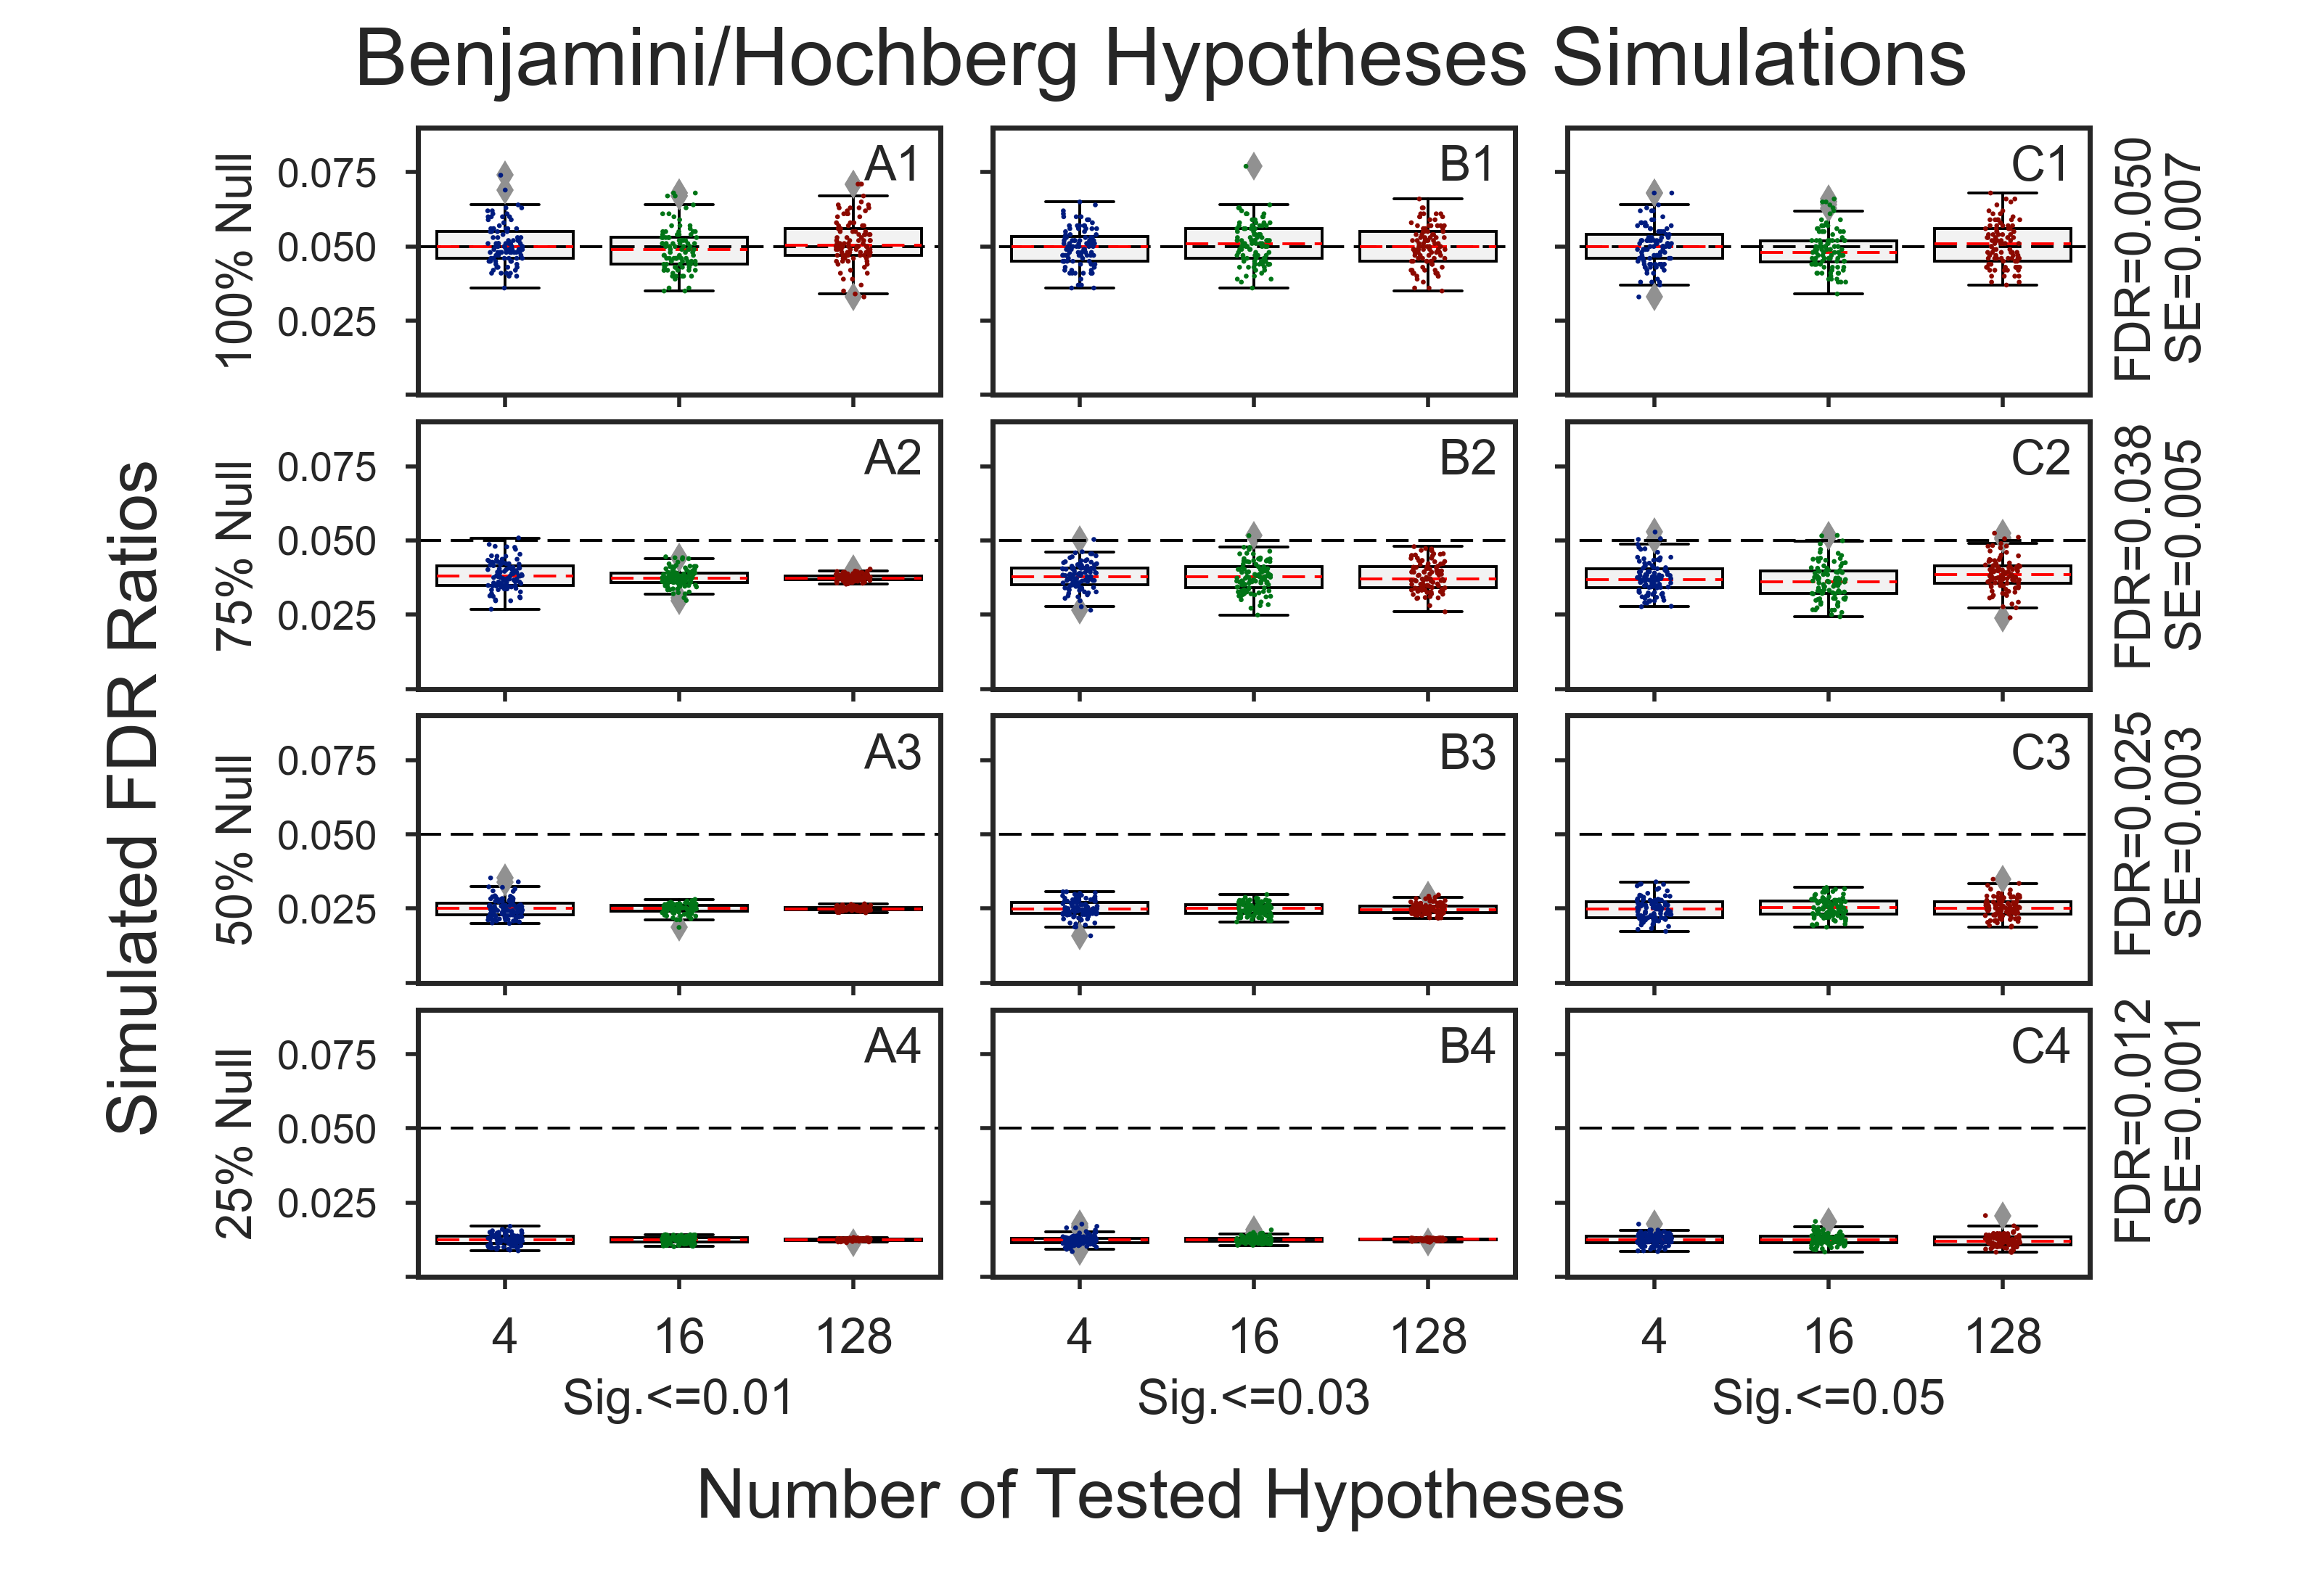 Benjamini/Hochberg Hypotheses Simulations
Simulated FDR Ratios
100% Null
0.075
0.050
0.025
A1
B1
C1
FDR=0.050
SE=0.007
75% Null
0.075
0.050
0.025
A2
B2
C2
FDR=0.038
SE=0.005
50% Null
0.075
0.050
0.025
A3
B3
C3
FDR=0.025
SE=0.003
25% Null
0.075
0.050
0.025
A4
B4
C4
FDR=0.012
SE=0.001
4 16 128 4 16 128 4 16 128
Sig.<=0.01 Sig.<=0.03 Sig.<=0.05
Number of Tested Hypotheses